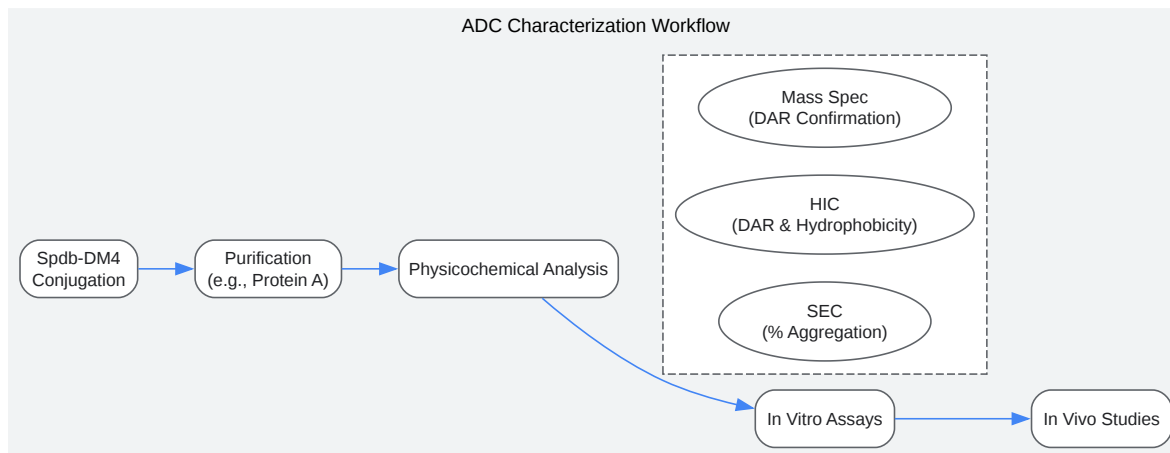 ADC Characterization Workflow
Mass Spec
(DAR Confirmation)
HIC
(DAR & Hydrophobicity)
SEC
(% Aggregation)
Spdb-DM4
Conjugation
Purification
(e.g., Protein A)
Physicochemical Analysis
In Vitro Assays
In Vivo Studies